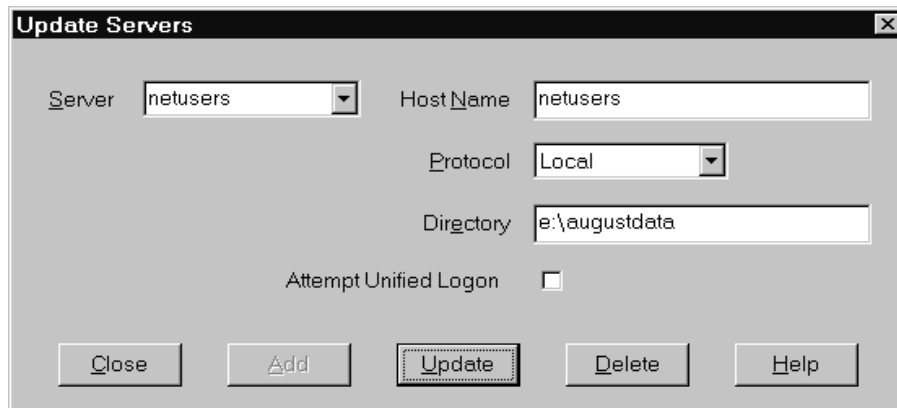 Update Servers
Server netusers Host Name netusers
Protocol Local
Directory e:\augustdata
Attempt Unified Logon
Close Add Update Delete Help